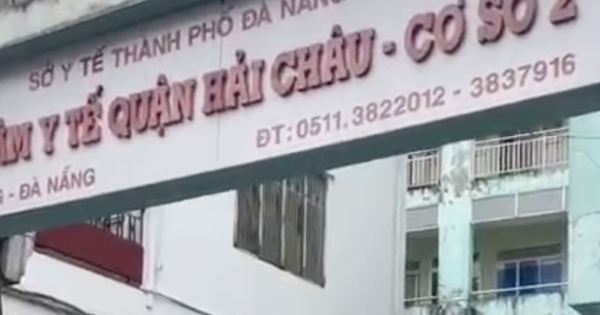 SỞ Y TẾ THÀNH PHỐ ĐÀ NẴNG
ÂM Y TẾ QUẬN HẢI CHÂU - CƠ SỞ 2
ĐT: 0511.3822012 - 3837916
- ĐÀ NẴNG